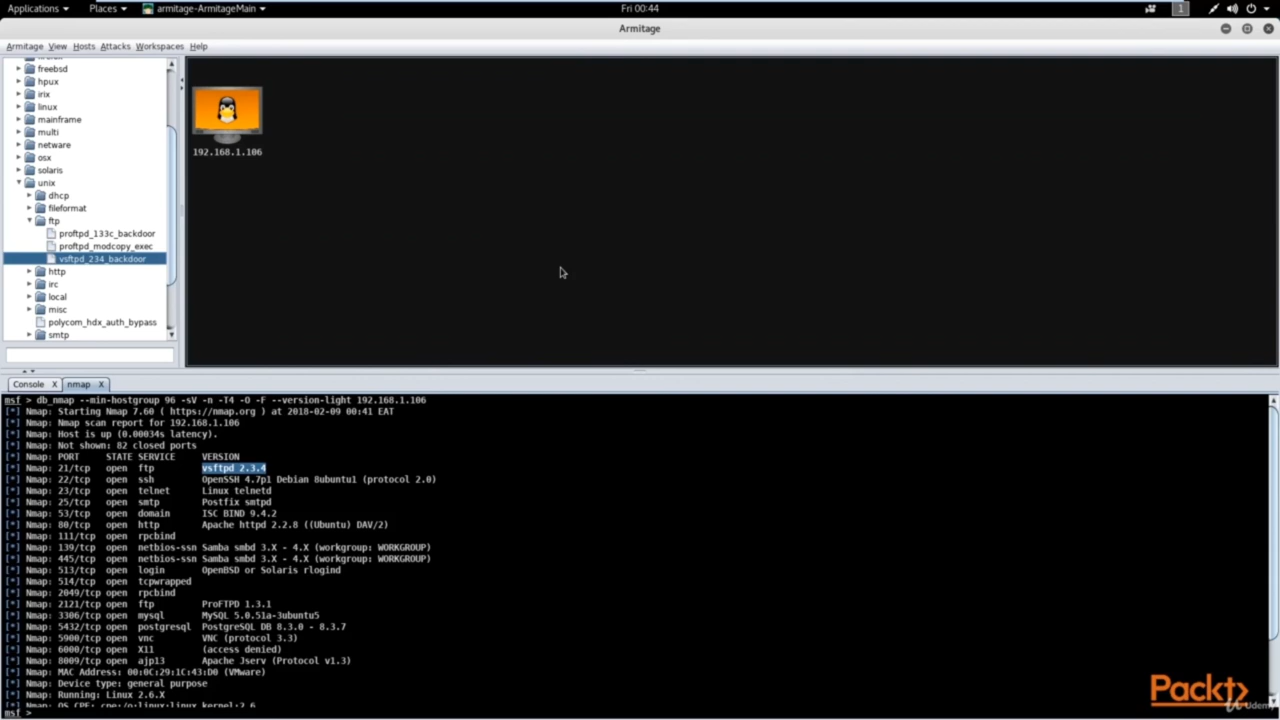 Applications Places armitage-ArmitageMain Fri 00:44 1
Armitage
Armitage View Hosts Attacks Workspaces Help
freebsd
hpux
irix
linux
mainframe
multi
netware
osx
solaris
unix
dhcp
fileformat
ftp
proftpd_133c_backdoor
proftpd_modcopy_exec
vsftpd_234_backdoor
http
irc
local
misc
polycom_hdx_auth_bypass
smtp
192.168.1.106
Console X nmap X
msf > db_nmap --min-hostgroup 96 -sV -n -T4 -O -F --version-light 192.168.1.106
[*] Nmap: Starting Nmap 7.60 ( https://nmap.org ) at 2018-02-09 00:41 EAT
[*] Nmap: Nmap scan report for 192.168.1.106
[*] Nmap: Host is up (0.00034s latency).
[*] Nmap: Not shown: 82 closed ports
[*] Nmap: PORT STATE SERVICE VERSION
[*] Nmap: 21/tcp open ftp vsftpd 2.3.4
[*] Nmap: 22/tcp open ssh OpenSSH 4.7p1 Debian 8ubuntu1 (protocol 2.0)
[*] Nmap: 23/tcp open telnet Linux telnetd
[*] Nmap: 25/tcp open smtp Postfix smtpd
[*] Nmap: 53/tcp open domain ISC BIND 9.4.2
[*] Nmap: 80/tcp open http Apache httpd 2.2.8 ((Ubuntu) DAV/2)
[*] Nmap: 111/tcp open rpcbind
[*] Nmap: 139/tcp open netbios-ssn Samba smbd 3.X - 4.X (workgroup: WORKGROUP)
[*] Nmap: 445/tcp open netbios-ssn Samba smbd 3.X - 4.X (workgroup: WORKGROUP)
[*] Nmap: 513/tcp open login OpenBSD or Solaris rlogind
[*] Nmap: 514/tcp open tcpwrapped
[*] Nmap: 2049/tcp open rpcbind
[*] Nmap: 2121/tcp open ftp ProFTPD 1.3.1
[*] Nmap: 3306/tcp open mysql MySQL 5.0.51a-3ubuntu5
[*] Nmap: 5432/tcp open postgresql PostgreSQL DB 8.3.0 - 8.3.7
[*] Nmap: 5900/tcp open vnc VNC (protocol 3.3)
[*] Nmap: 6000/tcp open X11 (access denied)
[*] Nmap: 8009/tcp open ajp13 Apache Jserv (Protocol v1.3)
[*] Nmap: MAC Address: 00:0C:29:1C:43:D0 (VMware)
[*] Nmap: Device type: general purpose
[*] Nmap: Running: Linux 2.6.X
[*] Nmap: OS CPE: cpe:/o:linux:linux_kernel:2.6
msf >
Packt>
Udemy